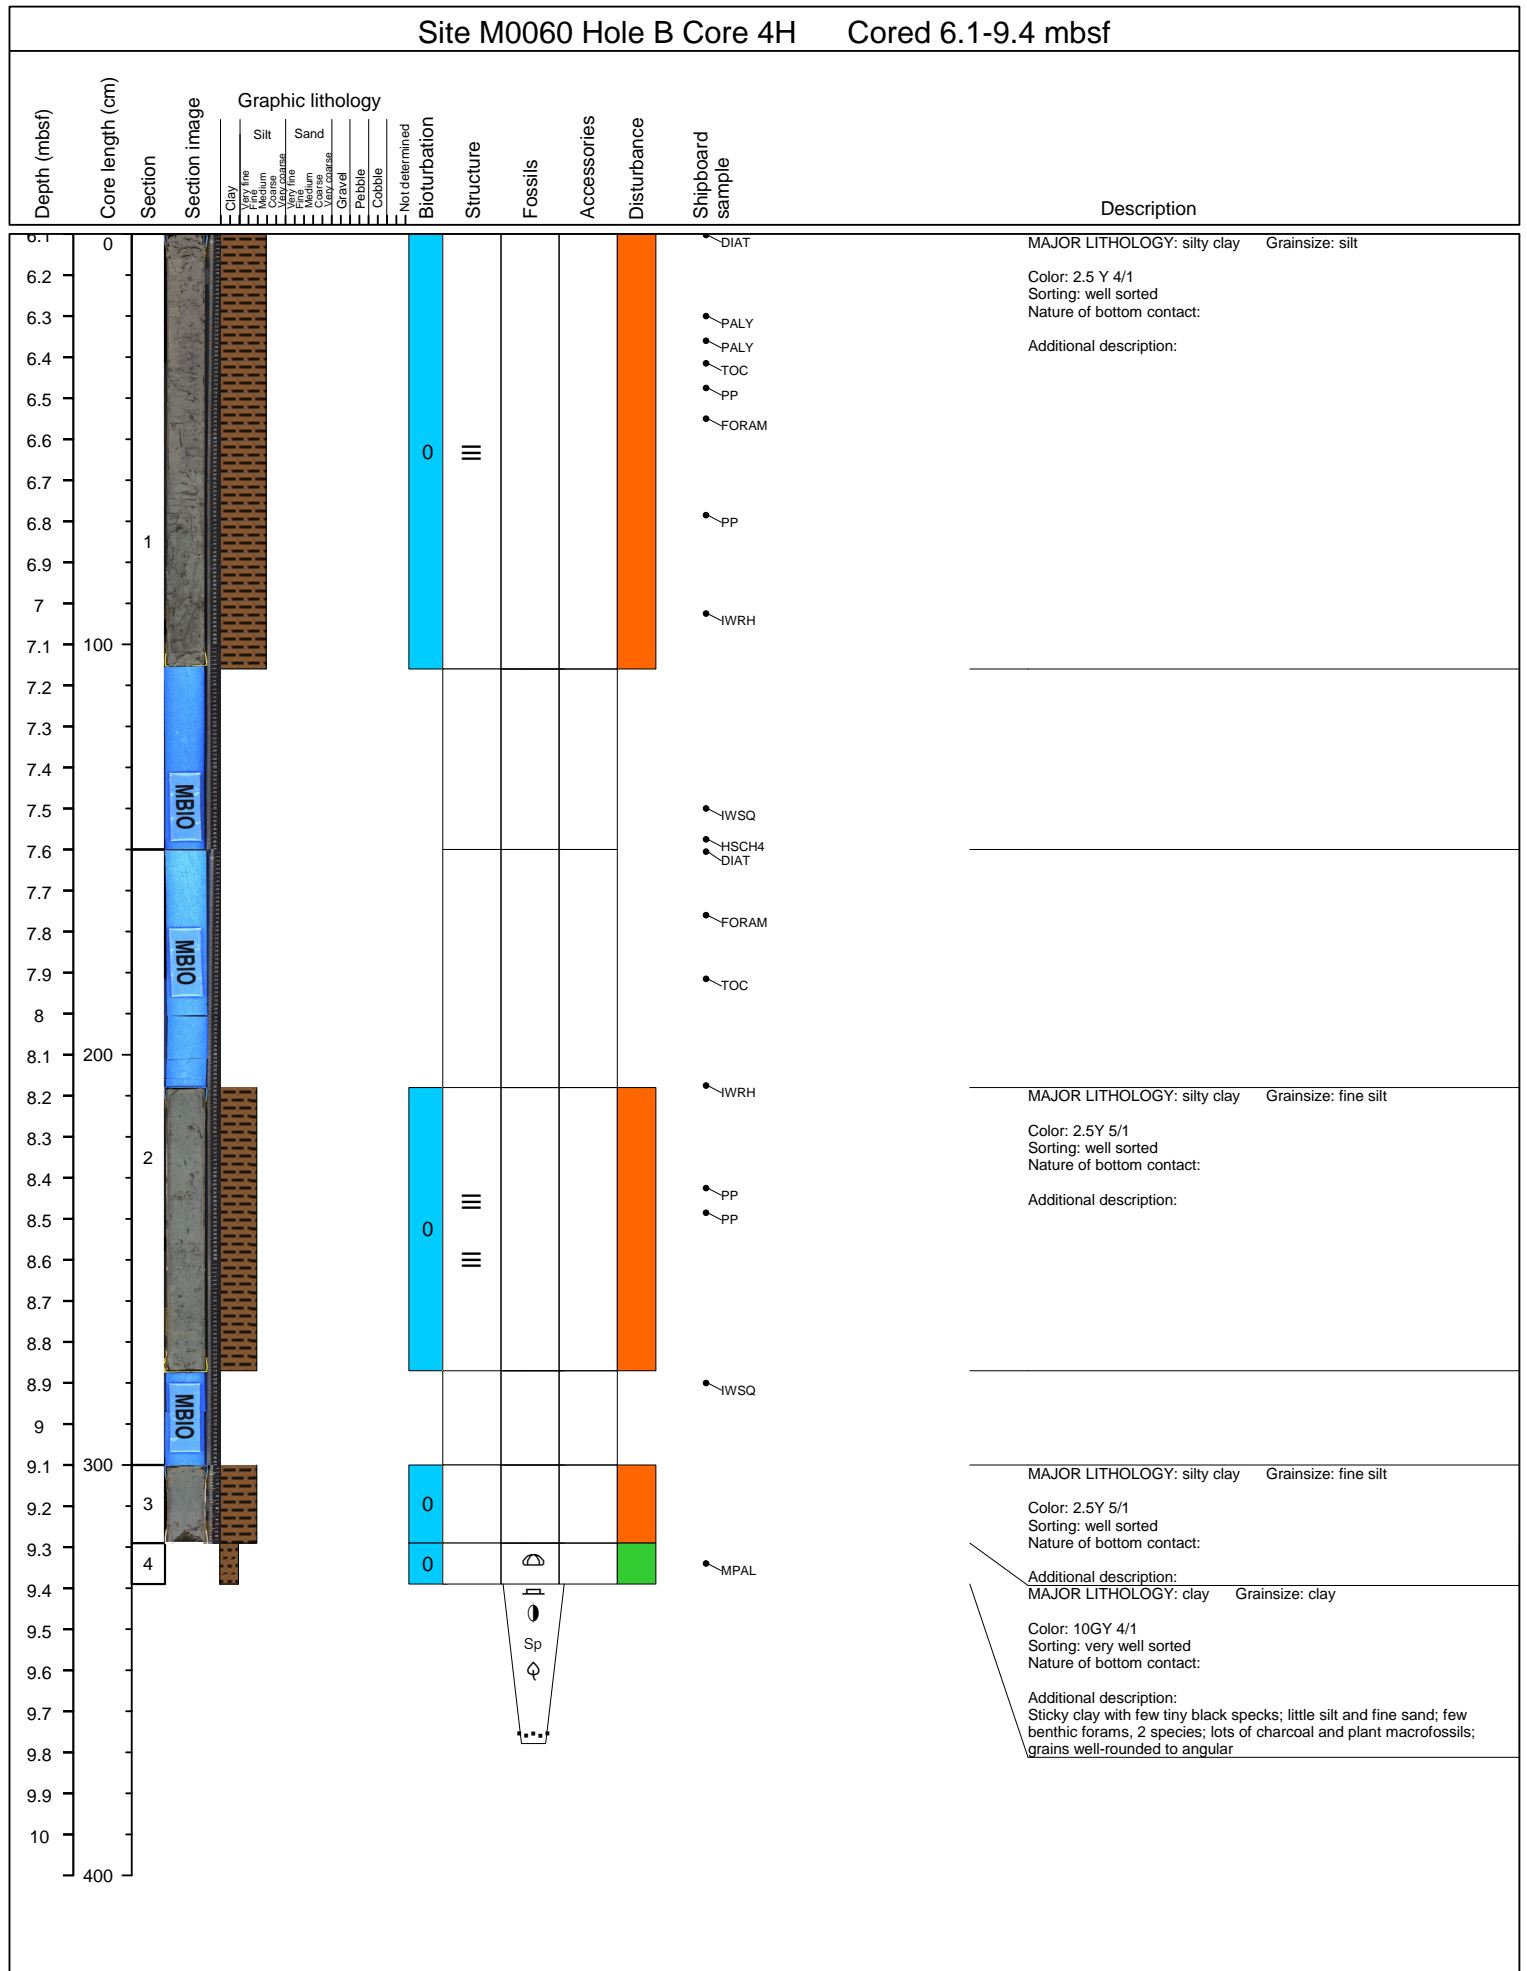 Site M0060 Hole B Core 4H Cored 6.1-9.4 mbsf
Depth (mbsf)
Core length (cm)
Section
Section image
Graphic lithology
Clay
Silt
Very fine
Fine
Medium
Coarse
Very coarse
Sand
Very fine
Fine
Medium
Coarse
Very coarse
Gravel
Pebble
Cobble
Not determined
Bioturbation
Structure
Fossils
Accessories
Disturbance
Shipboard
sample
Description
6.1
6.2
6.3
6.4
6.5
6.6
6.7
6.8
6.9
7
7.1
7.2
7.3
7.4
7.5
7.6
7.7
7.8
7.9
8
8.1
8.2
8.3
8.4
8.5
8.6
8.7
8.8
8.9
9
9.1
9.2
9.3
9.4
9.5
9.6
9.7
9.8
9.9
10
0
100
200
300
400
1
2
3
4
MBIO
MBIO
MBIO
0
0
0
0
Sp
DIAT
PALY
PALY
TOC
PP
FORAM
PP
IWRH
IWSQ
HSCH4
DIAT
FORAM
TOC
IWRH
PP
PP
IWSQ
MPAL
MAJOR LITHOLOGY: silty clay Grainsize: silt
Color: 2.5 Y 4/1
Sorting: well sorted
Nature of bottom contact:
Additional description:
MAJOR LITHOLOGY: silty clay Grainsize: fine silt
Color: 2.5Y 5/1
Sorting: well sorted
Nature of bottom contact:
Additional description:
MAJOR LITHOLOGY: silty clay Grainsize: fine silt
Color: 2.5Y 5/1
Sorting: well sorted
Nature of bottom contact:
Additional description:
MAJOR LITHOLOGY: clay Grainsize: clay
Color: 10GY 4/1
Sorting: very well sorted
Nature of bottom contact:
Additional description:
Sticky clay with few tiny black specks; little silt and fine sand; few
benthic forams, 2 species; lots of charcoal and plant macrofossils;
grains well-rounded to angular